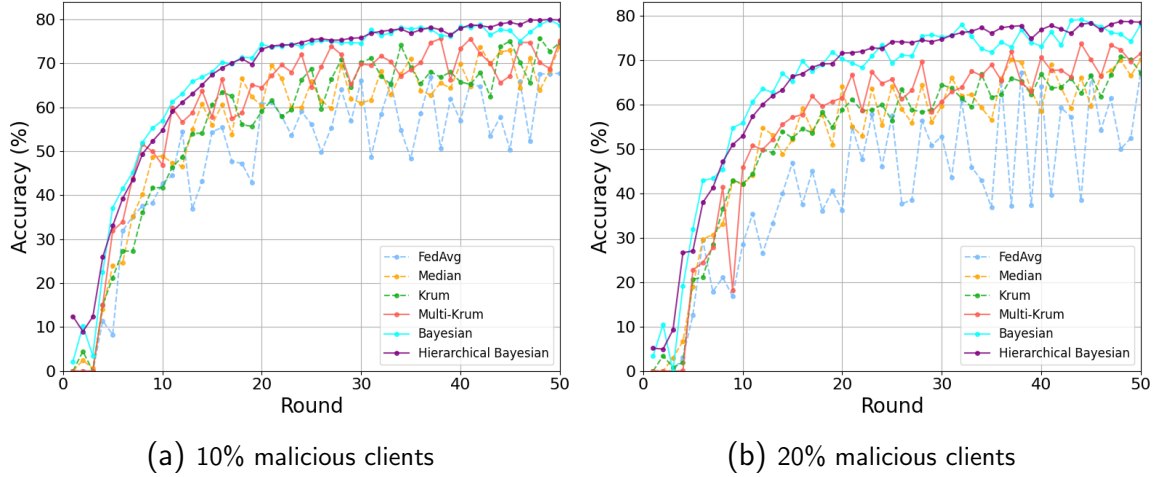 80
70
60
50
40
30
20
10
0
Accuracy (%)
FedAvg
Median
Krum
Multi-Krum
Bayesian
Hierarchical Bayesian
0 10 20 30 40 50
Round
(a) 10% malicious clients
80
70
60
50
40
30
20
10
0
Accuracy (%)
FedAvg
Median
Krum
Multi-Krum
Bayesian
Hierarchical Bayesian
0 10 20 30 40 50
Round
(b) 20% malicious clients